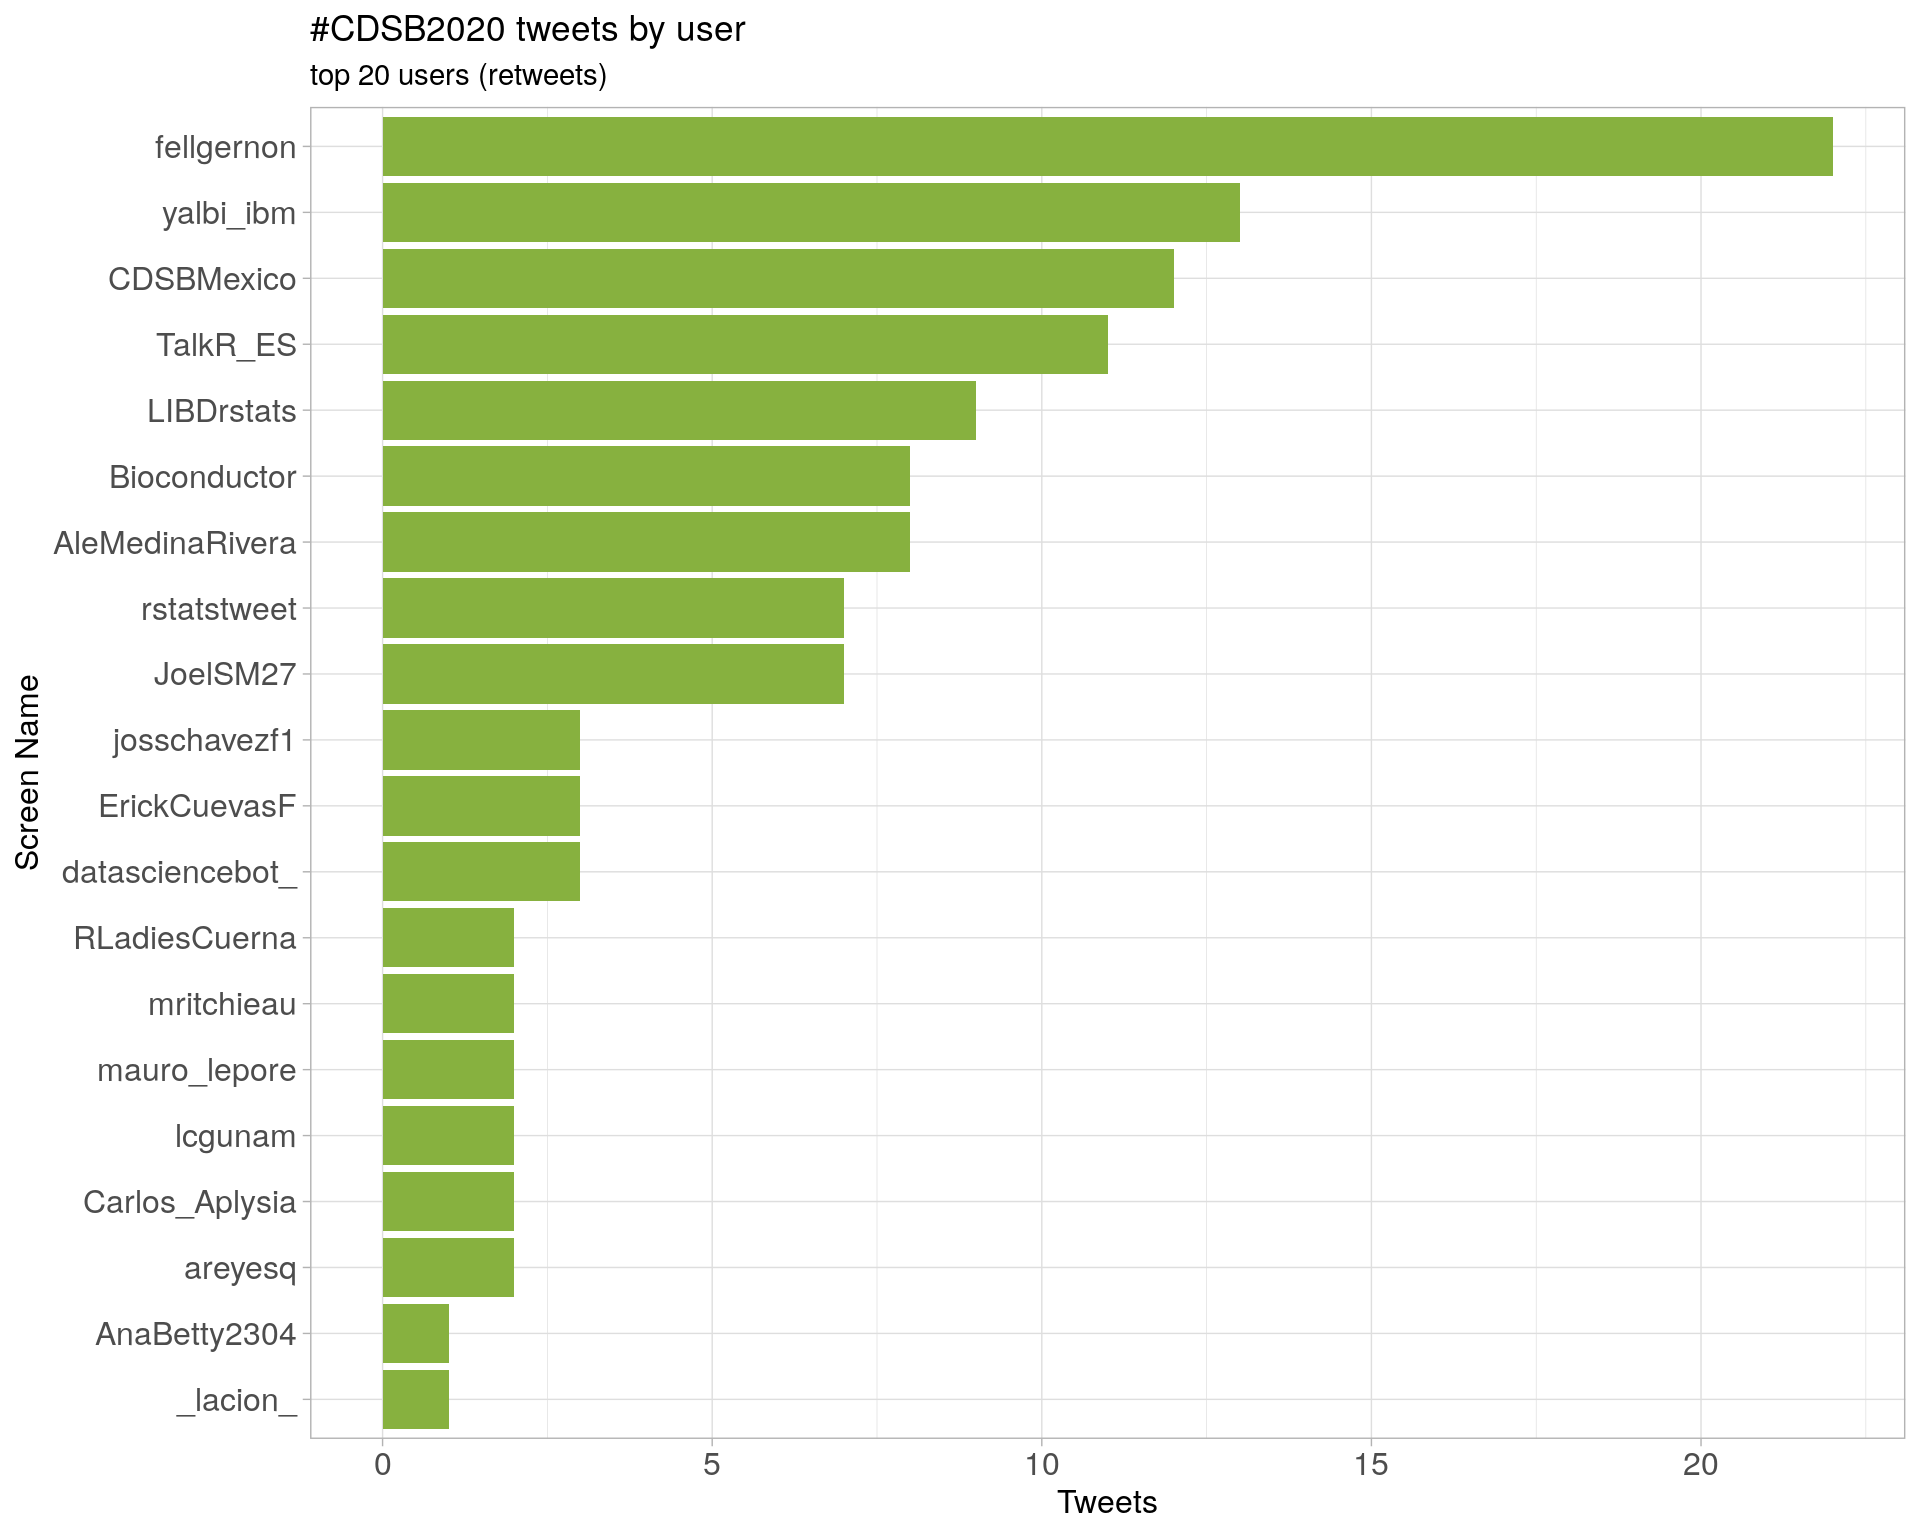 #CDSB2020 tweets by user
top 20 users (retweets)
Screen Name
fellgernon
yalbi_ibm
CDSBMexico
TalkR_ES
LIBDrstats
Bioconductor
AleMedinaRivera
rstatstweet
JoelSM27
josschavezf1
ErickCuevasF
datasciencebot_
RLadiesCuerna
mritchieau
mauro_lepore
lcgunam
Carlos_Aplysia
areyesq
AnaBetty2304
_lacion_
0 5 10 15 20
Tweets